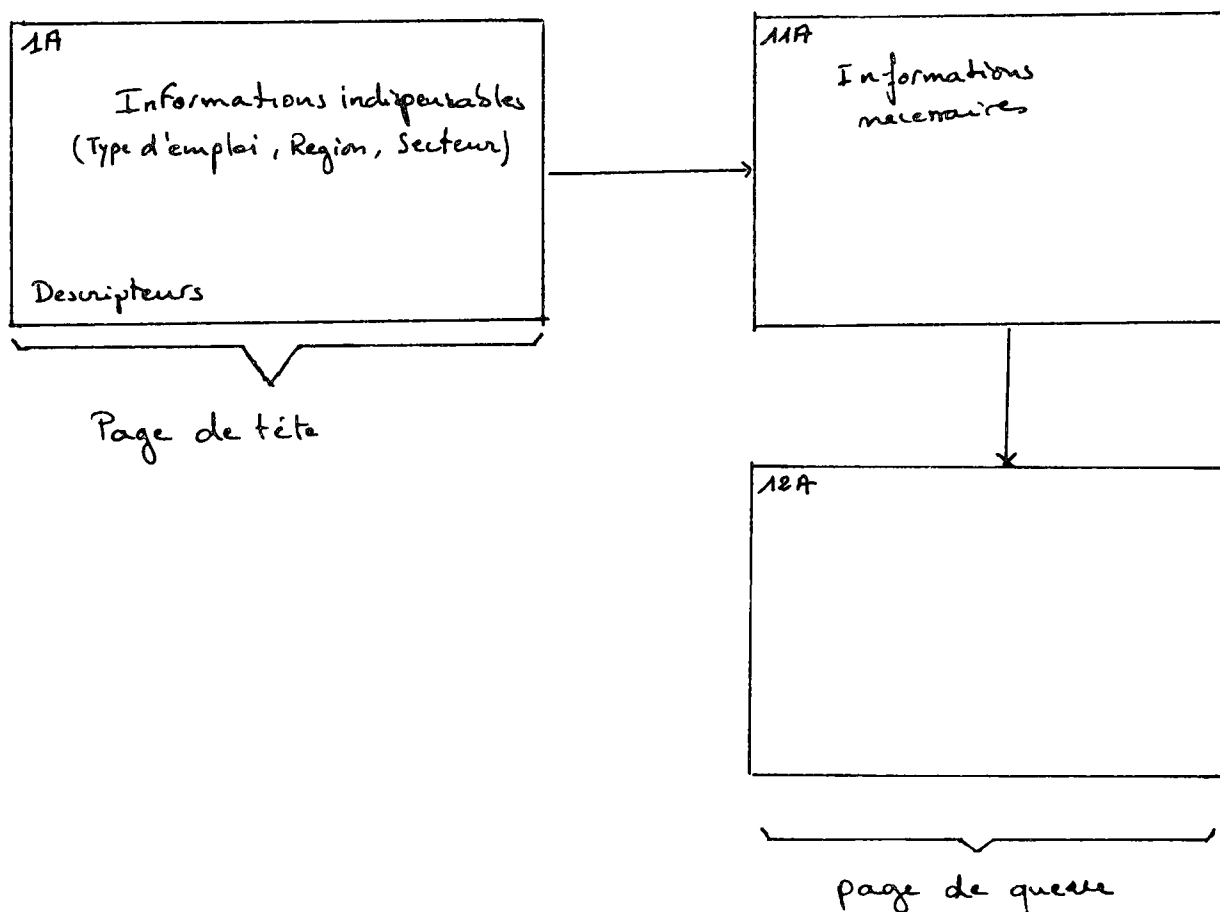 1A
Informations indispensables
(Type d'emploi, Region, Secteur)
Descripteurs
Page de tête
11A
Informations
necessaires
12A
page de queue